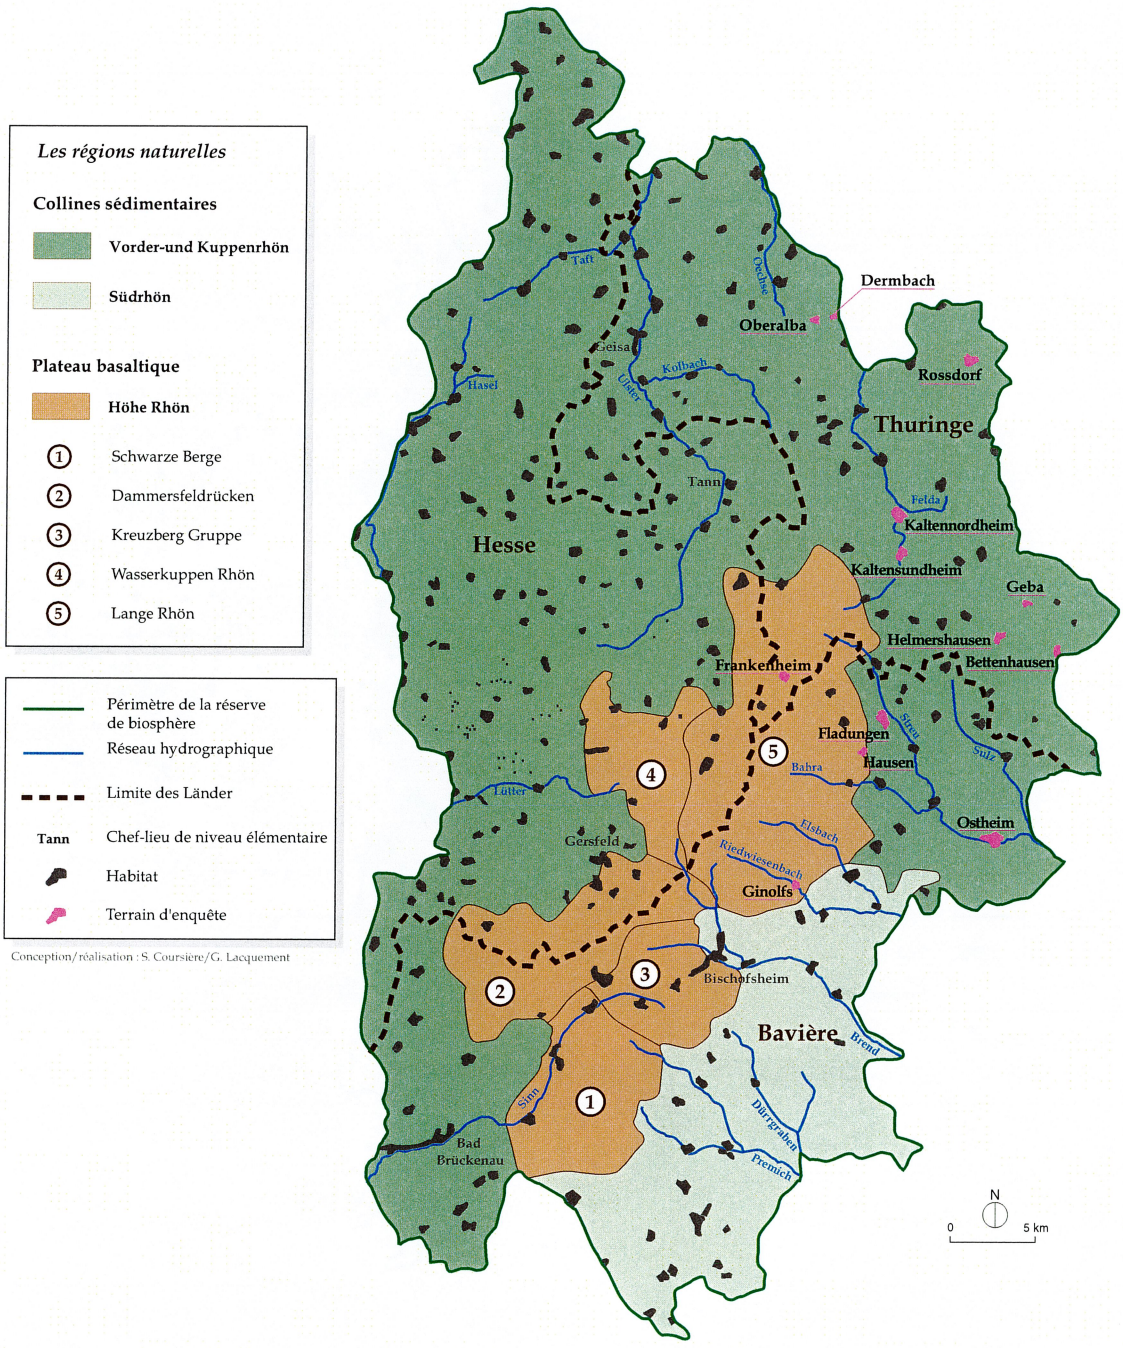 Les régions naturelles
Collines sédimentaires
Vorder-und Kuppenrhön
Südrhön
Plateau basaltique
Höhe Rhön
1 Schwarze Berge
2 Dammersfeldrücken
3 Kreuzberg Gruppe
4 Wasserkuppen Rhön
5 Lange Rhön
Périmètre de la réserve
de biosphère
Réseau hydrographique
Limite des Länder
Tann Chef-lieu de niveau élémentaire
Habitat
Terrain d'enquête
Conception/réalisation : S. Coursière/G. Lacquement
Taft
Oechse
Dermbach
Oberalba
Geisa
Kolbach
Rossdorf
Hasel
Ulster
Thuringe
Tann
Felda
Kaltennordheim
Hesse
Kaltensundheim
Geba
Helmershausen
Bettenhausen
Frankenheim
Fladungen
Streu
Hausen
Sulz
5
4
Bahra
Lütter
Elsbach
Ostheim
Gersfeld
Riedwiesenbach
Ginolfs
3
Bischofsheim
2
Bavière
Brend
Sinn
1
Dürrgraben
Bad
Brückenau
Premich
N
0 5 km